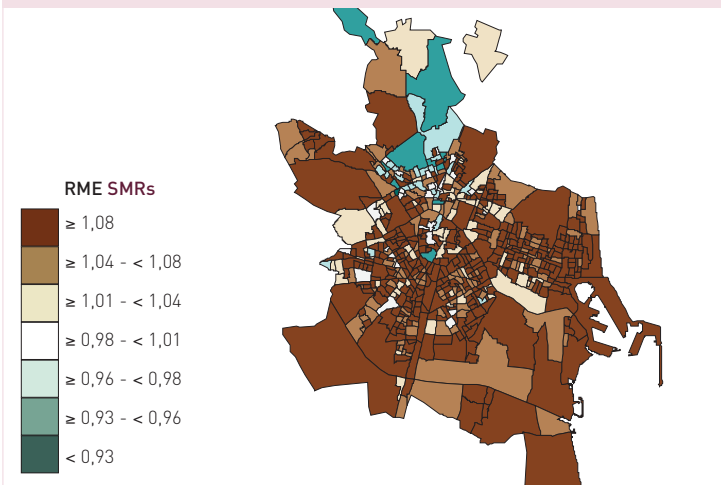 RME SMRs
≥ 1,08
≥ 1,04 - < 1,08
≥ 1,01 - < 1,04
≥ 0,98 - < 1,01
≥ 0,96 - < 0,98
≥ 0,93 - < 0,96
< 0,93